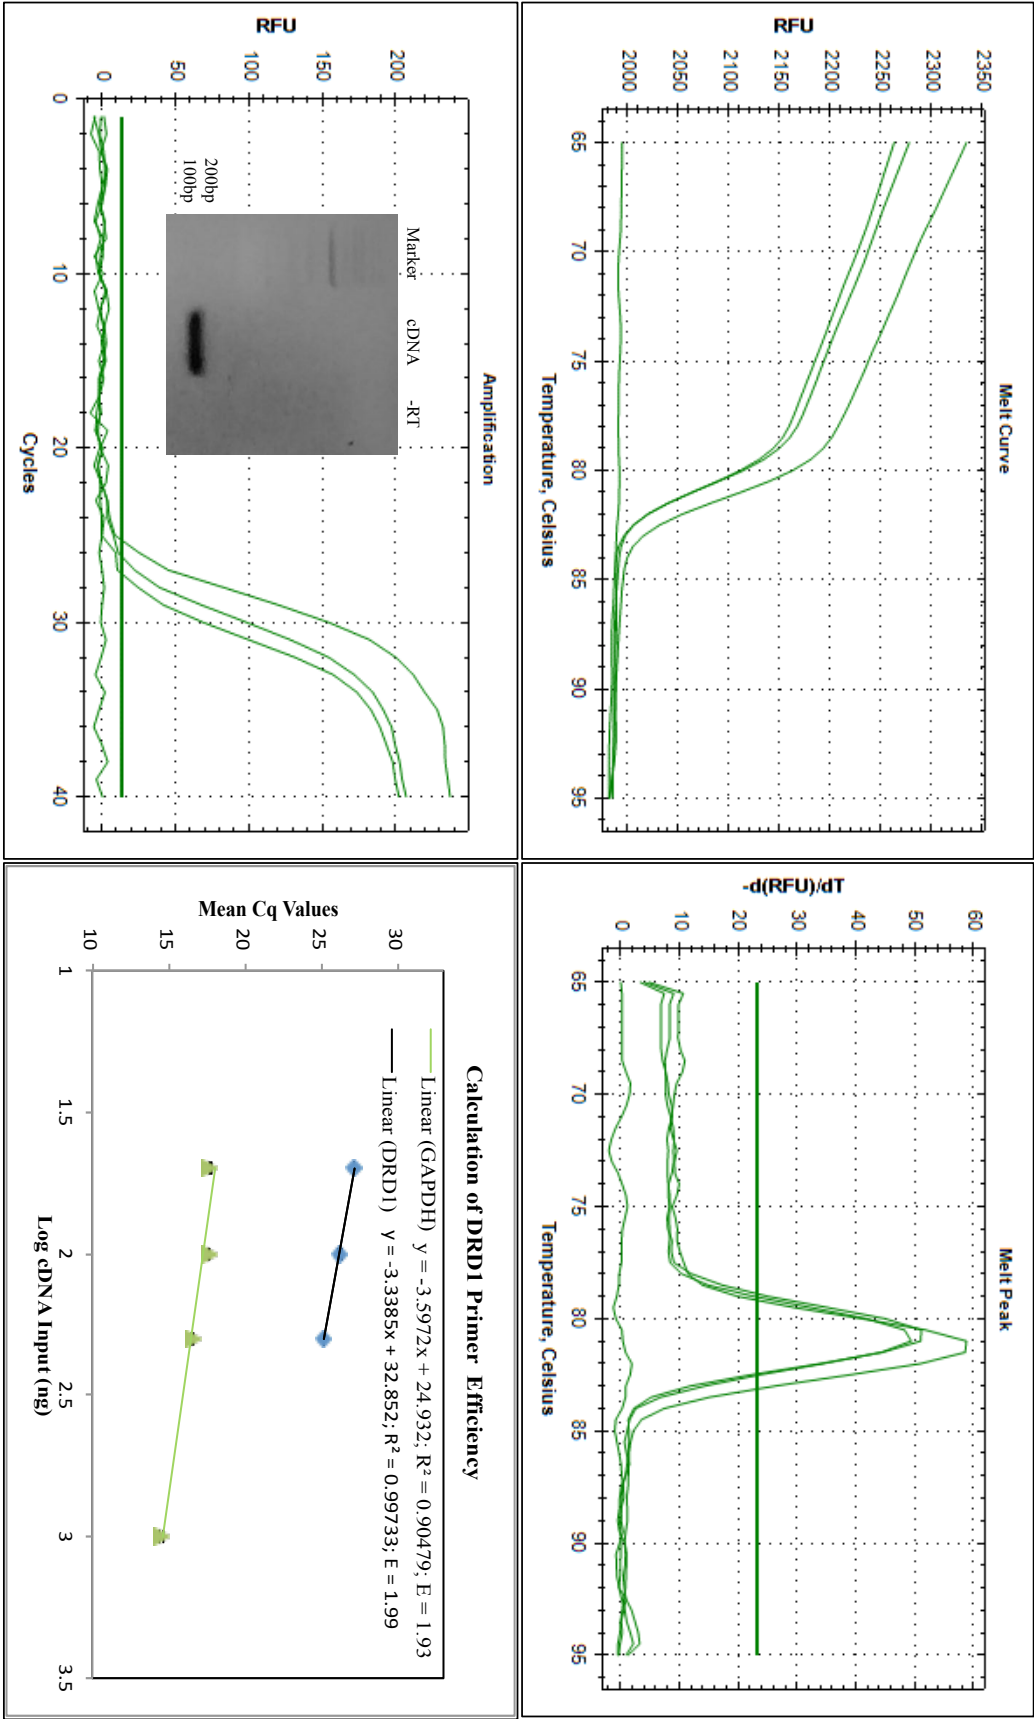 Amplification
RFU
200
150
100
50
0
0
10
20
30
40
Cycles
Marker
cDNA
-RT
200bp
100bp
Melt Curve
RFU
2350
2300
2250
2200
2150
2100
2050
2000
65
70
75
80
85
90
95
Temperature, Celsius
Calculation of DRD1 Primer Efficiency
Linear (GAPDH) y = -3.5972x + 24.932; R² = 0.90479; E = 1.93
Linear (DRD1) y = -3.3385x + 32.852; R² = 0.99733; E = 1.99
Mean Cq Values
30
25
20
15
10
1
1.5
2
2.5
3
3.5
Log cDNA Input (ng)
Melt Peak
-d(RFU)/dT
60
50
40
30
20
10
0
65
70
75
80
85
90
95
Temperature, Celsius